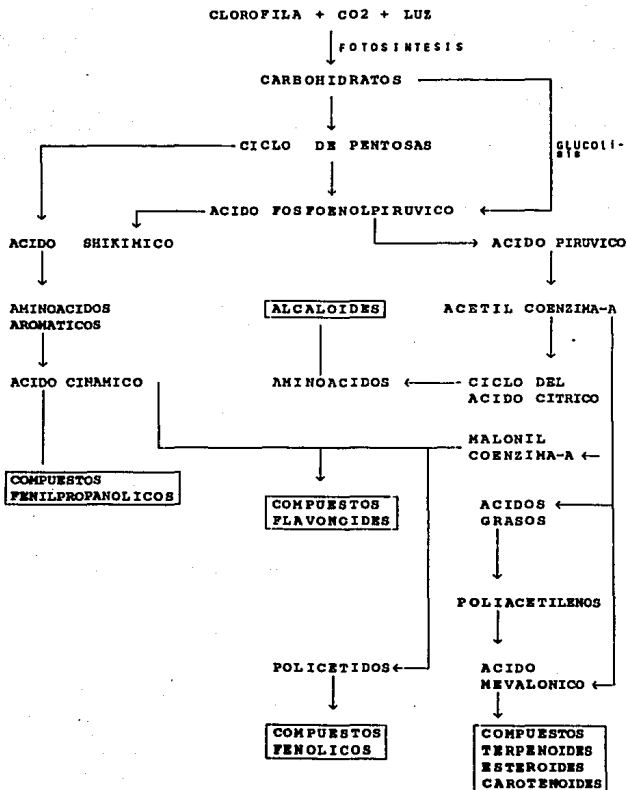 CLOROFILA + CO2 + LUZ
FOTOSINTESIS
CARBOHIDRATOS
CICLO DE PENTOSAS
GLUCOLI-
SIS
ACIDO FOSFOENOLPIRUVICO
ACIDO SHIKIMICO
ACIDO PIRUVICO
AMINOACIDOS
AROMATICOS
ALCALOIDES
ACETIL COENZIMA-A
ACIDO CINAMICO
AMINOACIDOS
CICLO DEL
ACIDO CITRICO
MALONIL
COENZIMA-A
COMPUESTOS
FENILPROPANOLICOS
COMPUESTOS
FLAVONOIDES
ACIDOS
GRASOS
POLIACETILENOS
POLICETIDOS
ACIDO
MEVALONICO
COMPUESTOS
FENOLICOS
COMPUESTOS
TERPENOIDES
ESTEROIDES
CAROTENOIDES